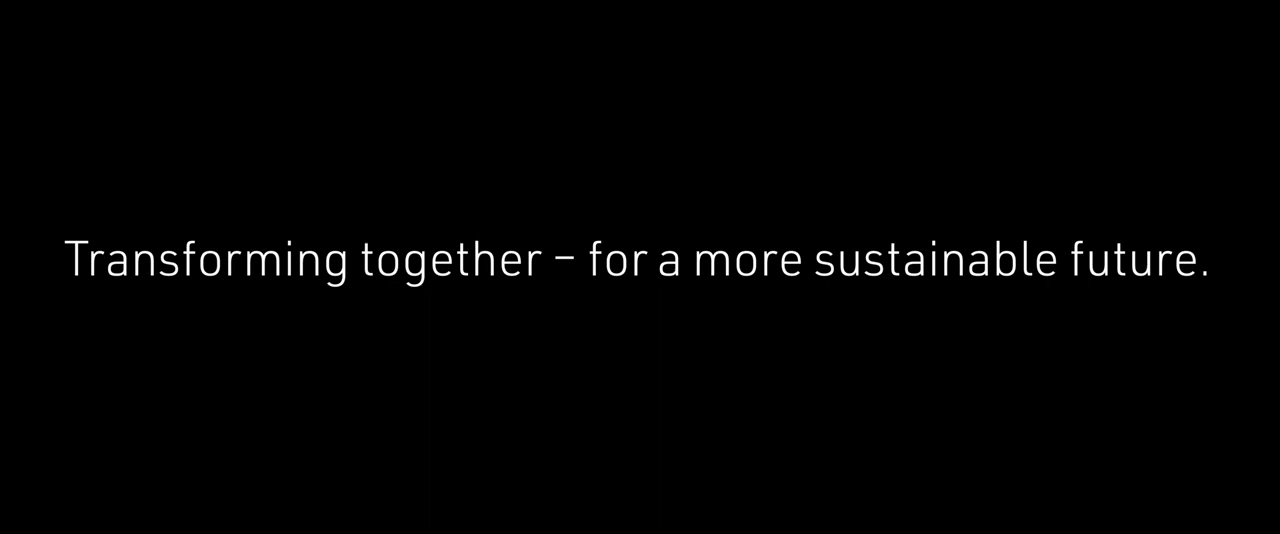 Transforming together – for a more sustainable future.